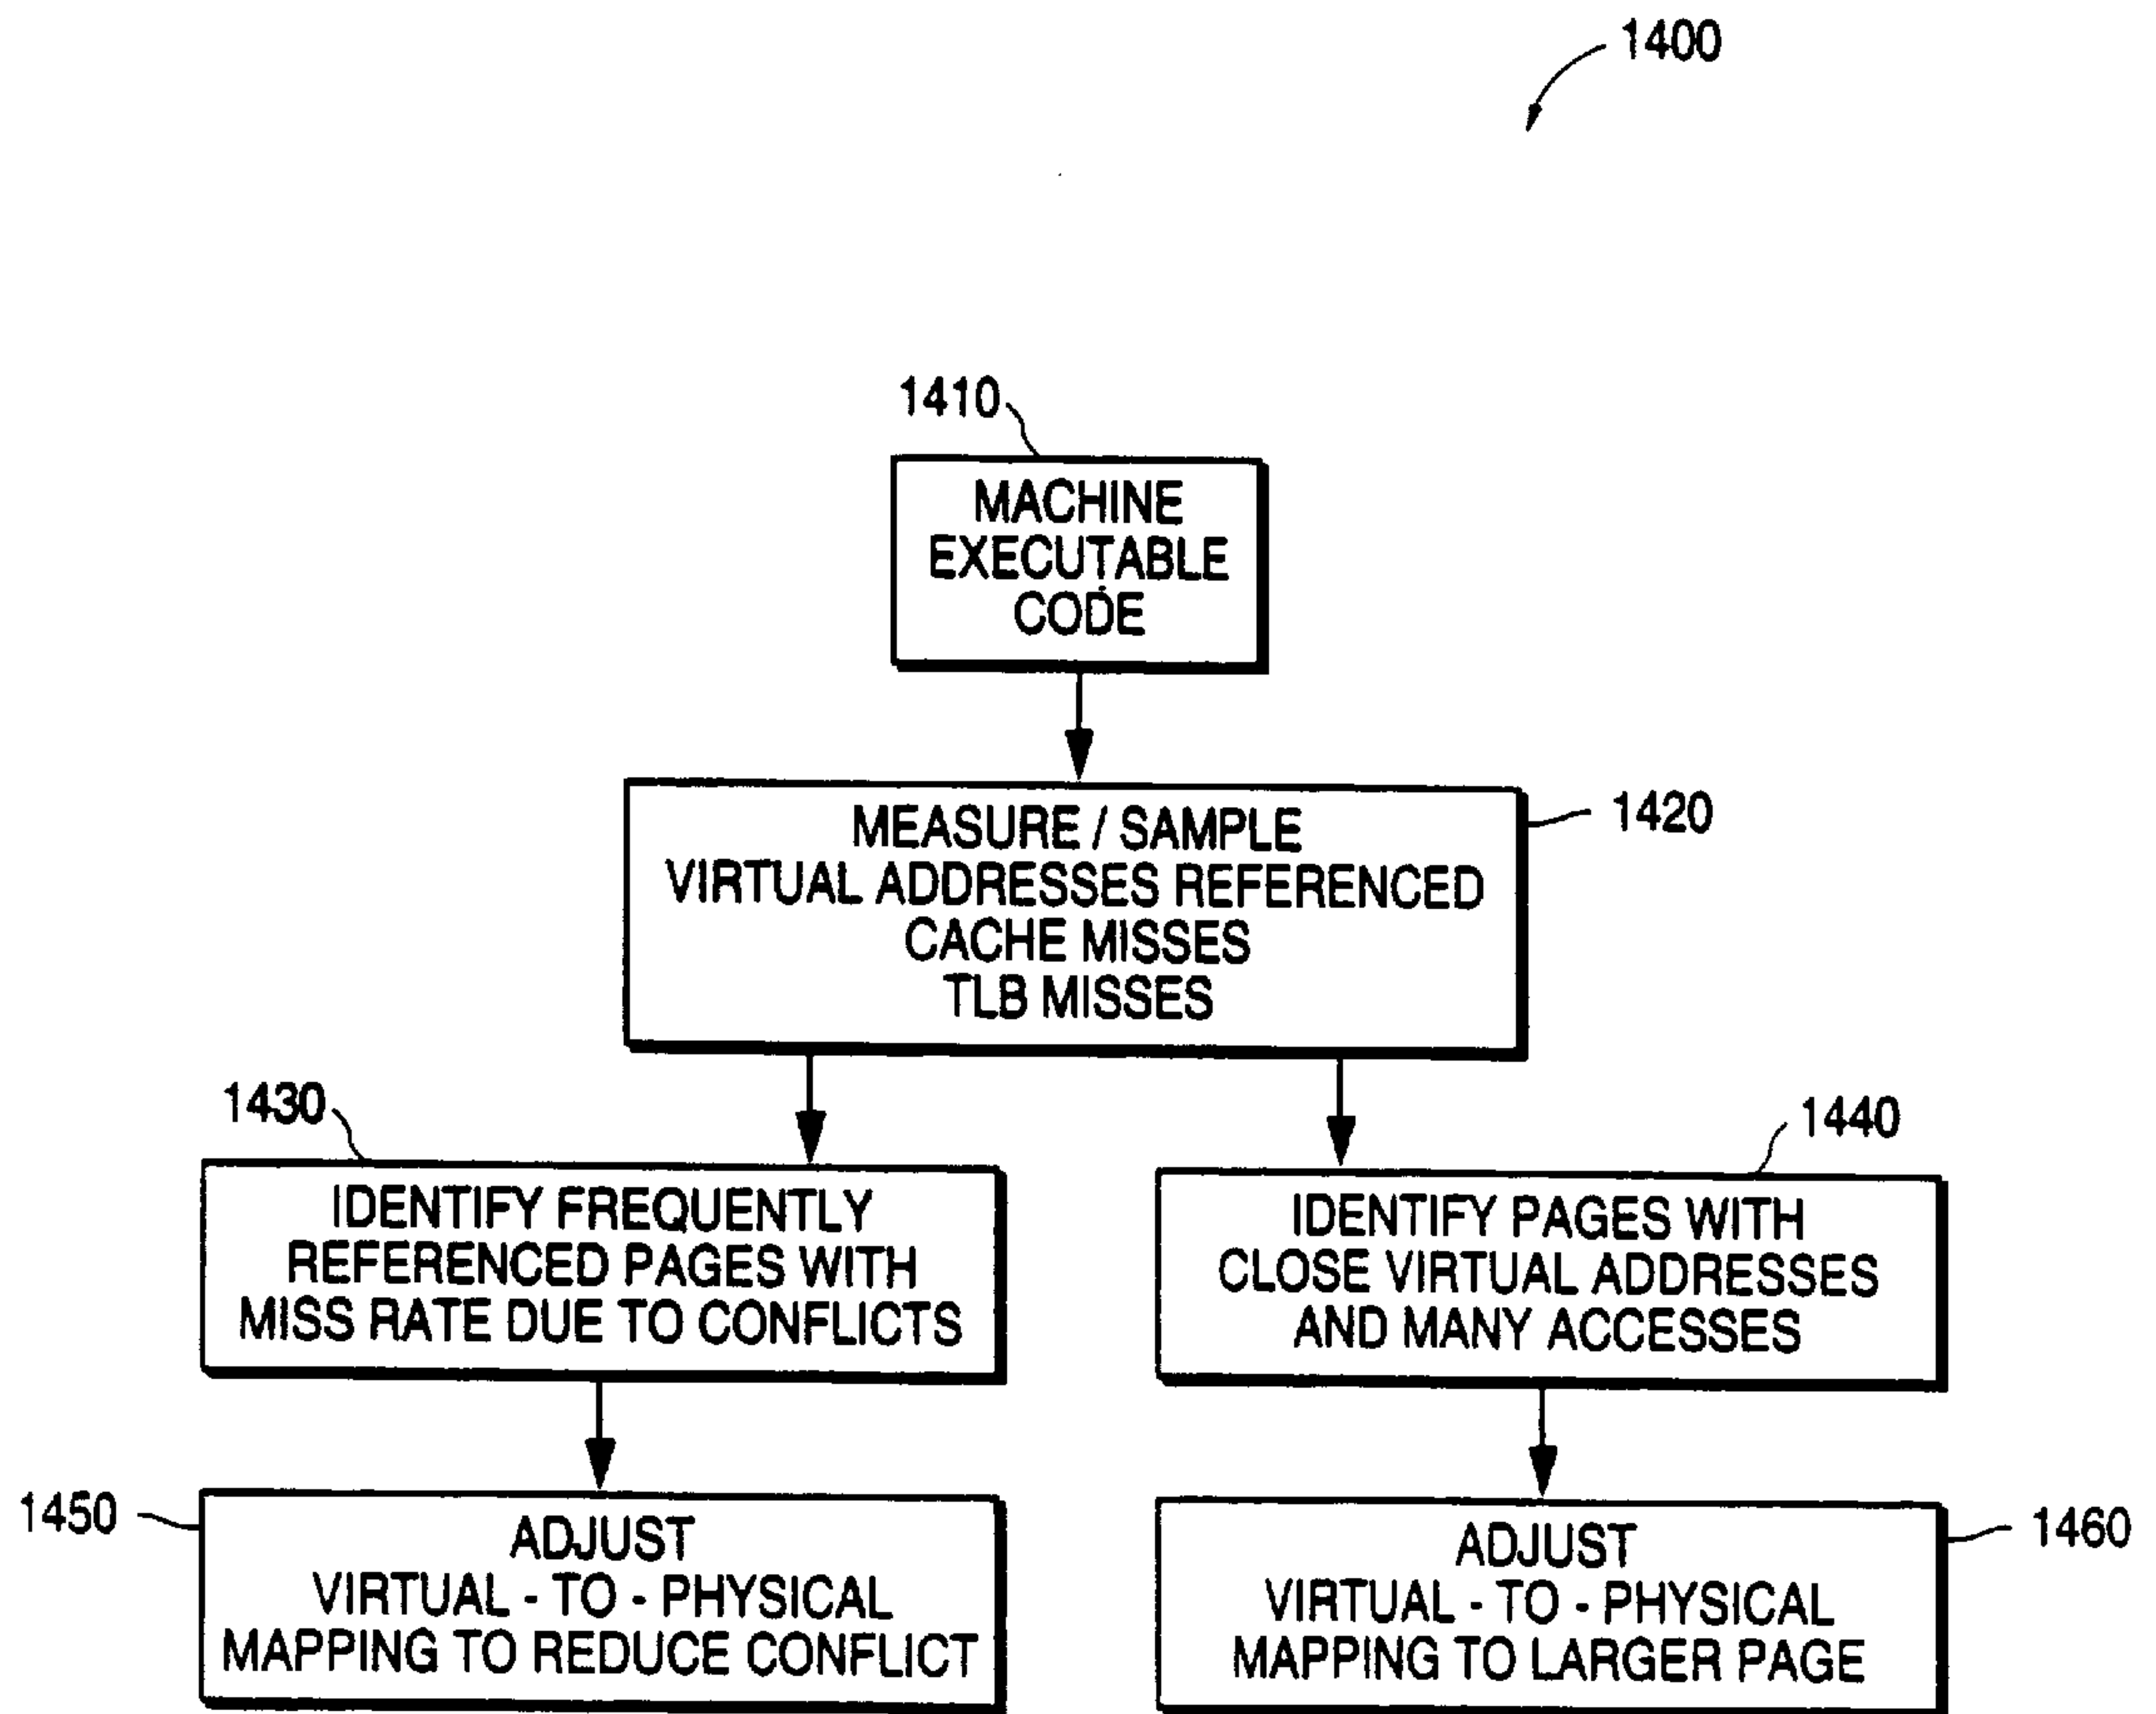 1400
1410
MACHINE
EXECUTABLE
CODE
MEASURE / SAMPLE
VIRTUAL ADDRESSES REFERENCED
CACHE MISSES
TLB MISSES
1420
1430
IDENTIFY FREQUENTLY
REFERENCED PAGES WITH
MISS RATE DUE TO CONFLICTS
1440
IDENTIFY PAGES WITH
CLOSE VIRTUAL ADDRESSES
AND MANY ACCESSES
1450
ADJUST
VIRTUAL - TO - PHYSICAL
MAPPING TO REDUCE CONFLICT
ADJUST
VIRTUAL - TO - PHYSICAL
MAPPING TO LARGER PAGE
1460